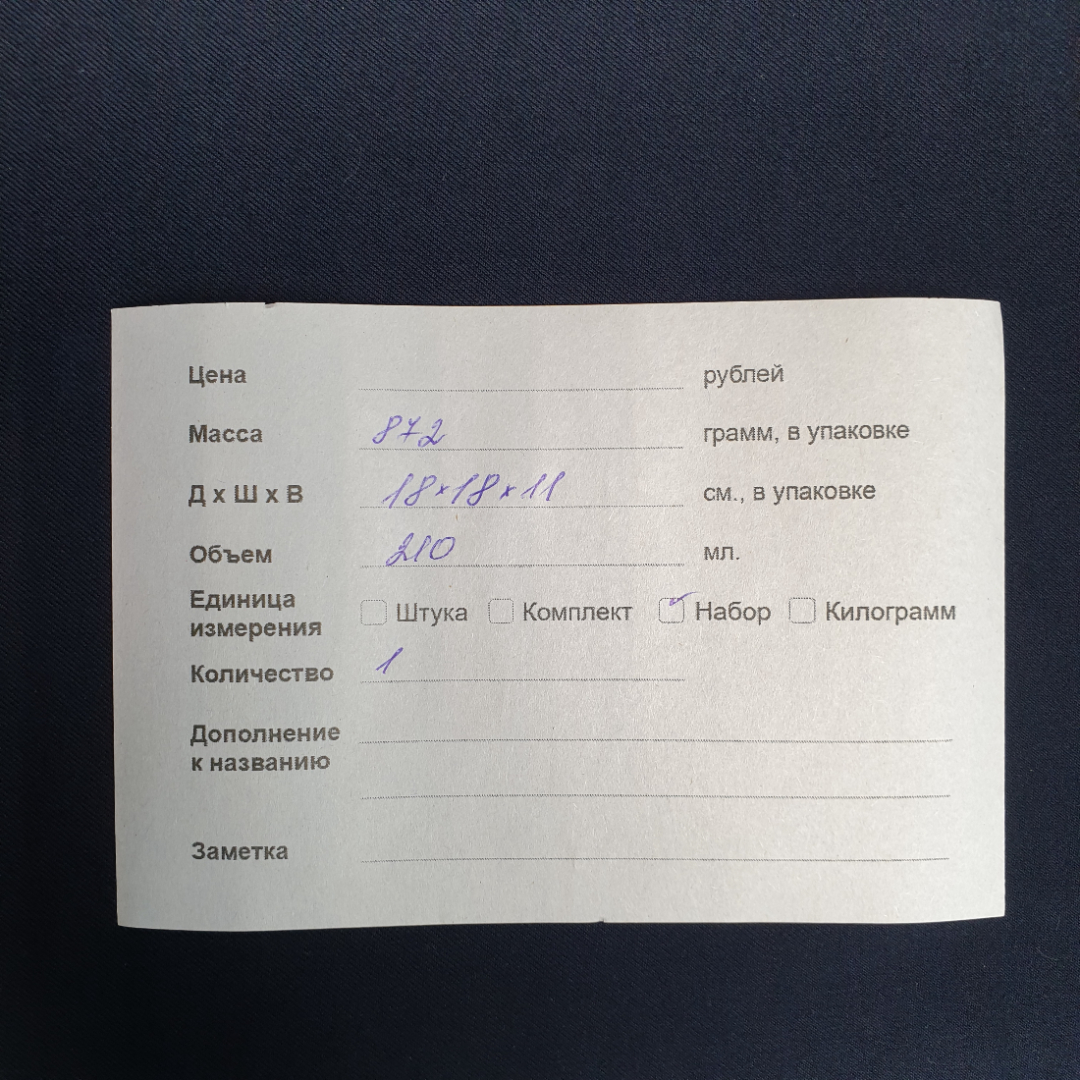 Цена рублей
Масса 872 грамм, в упаковке
Д х Ш х В 18×18×11 см., в упаковке
Объем 210 мл.
Единица
измерения Штука Комплект Набор Килограмм
Количество 1
Дополнение
к названию
Заметка